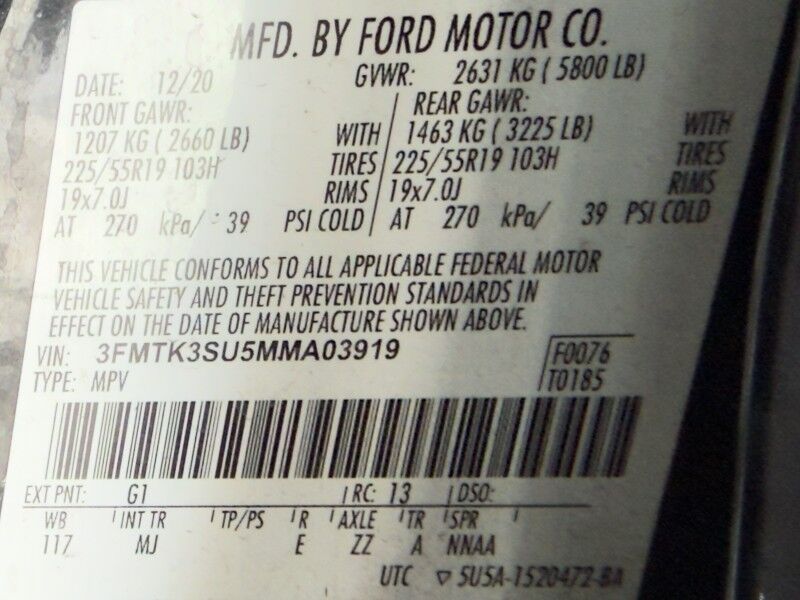 MFD. BY FORD MOTOR CO.
DATE: 12/20 GVWR: 2631 KG ( 5800 LB)
FRONT GAWR: REAR GAWR:
1207 KG ( 2660 LB) WITH 1463 KG ( 3225 LB) WITH
225/55R19 103H TIRES 225/55R19 103H TIRES
19x7.0J RIMS 19x7.0J RIMS
AT 270 kPa/ 39 PSI COLD AT 270 kPa/ 39 PSI COLD
THIS VEHICLE CONFORMS TO ALL APPLICABLE FEDERAL MOTOR
VEHICLE SAFETY AND THEFT PREVENTION STANDARDS IN
EFFECT ON THE DATE OF MANUFACTURE SHOWN ABOVE.
VIN: 3FMTK3SU5MMA03919 F0076
TYPE: MPV T0185
EXT PNT: G1 RC: 13 DSO:
WB INT TR TP/PS R AXLE TR SPR
117 MJ E ZZ A NNAA
UTC ▽ 5U5A-1520472-BA